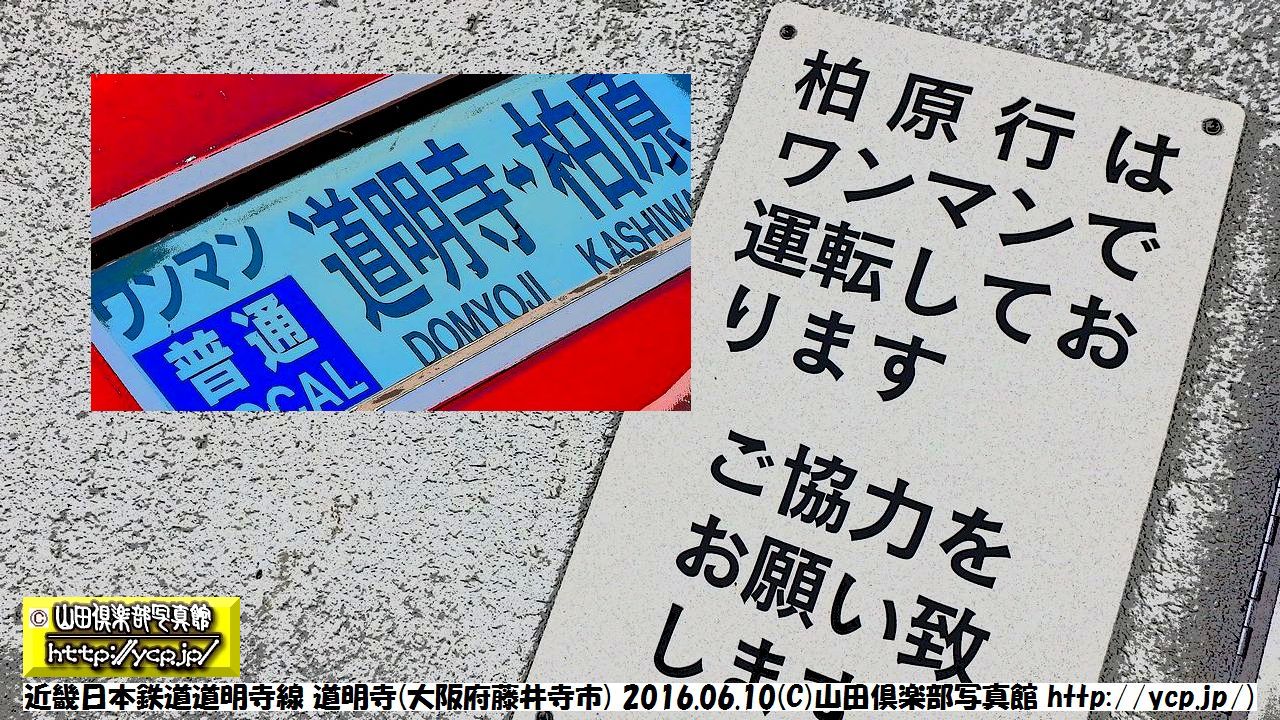 柏原行は
ワンマンで
運転してお
ります
ご協力を
お願い致
します
ワンマン
道明寺↔柏原
普通
DOMYOJI
© 山田倶楽部写真館
http://ycp.jp/
近畿日本鉄道道明寺線 道明寺(大阪府藤井寺市) 2016.06.10(C)山田倶楽部写真館 http://ycp.jp/)